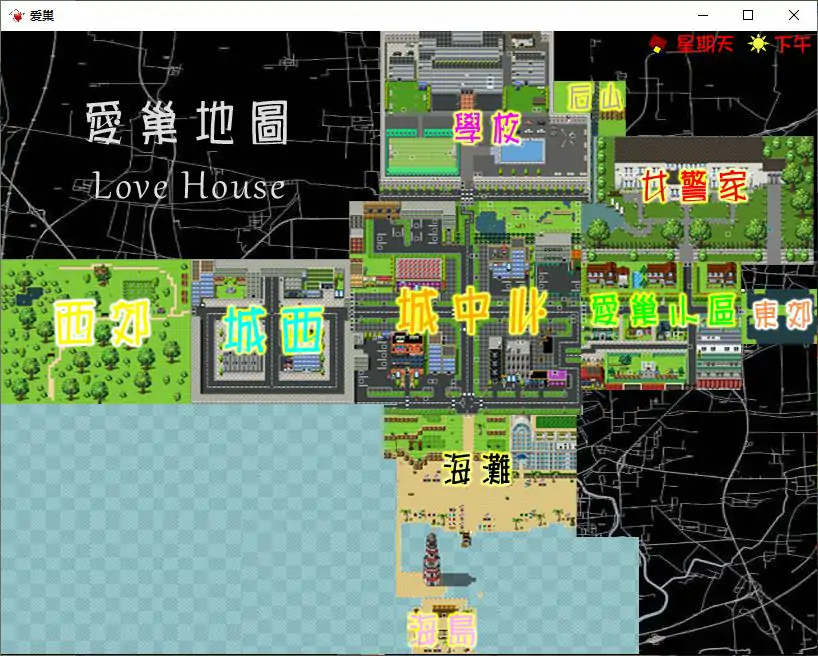 愛巢
星期天 下午
愛巢地圖
Love House
學校
后山
女警家
西郊
城西
城中心
愛巢小區
東郊
海灘
海島